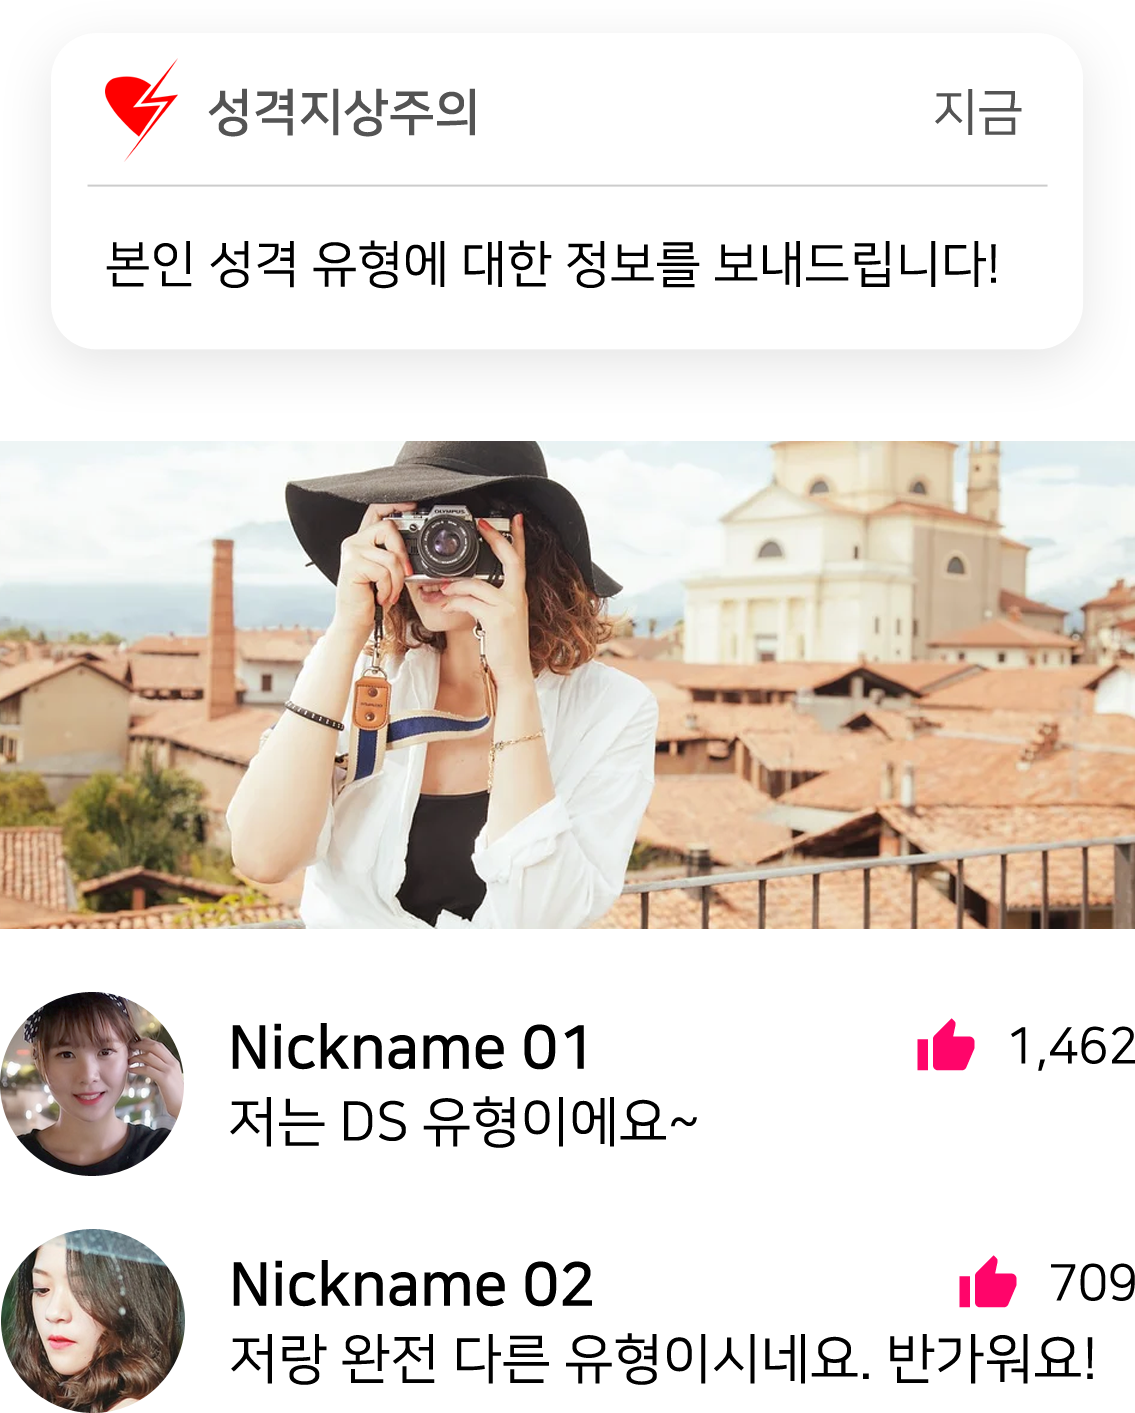 성격지상주의
지금
본인 성격 유형에 대한 정보를 보내드립니다!
OLYMPUS
Nickname 01
1,462
저는 DS 유형이에요~
Nickname 02
709
저랑 완전 다른 유형이시네요. 반가워요!